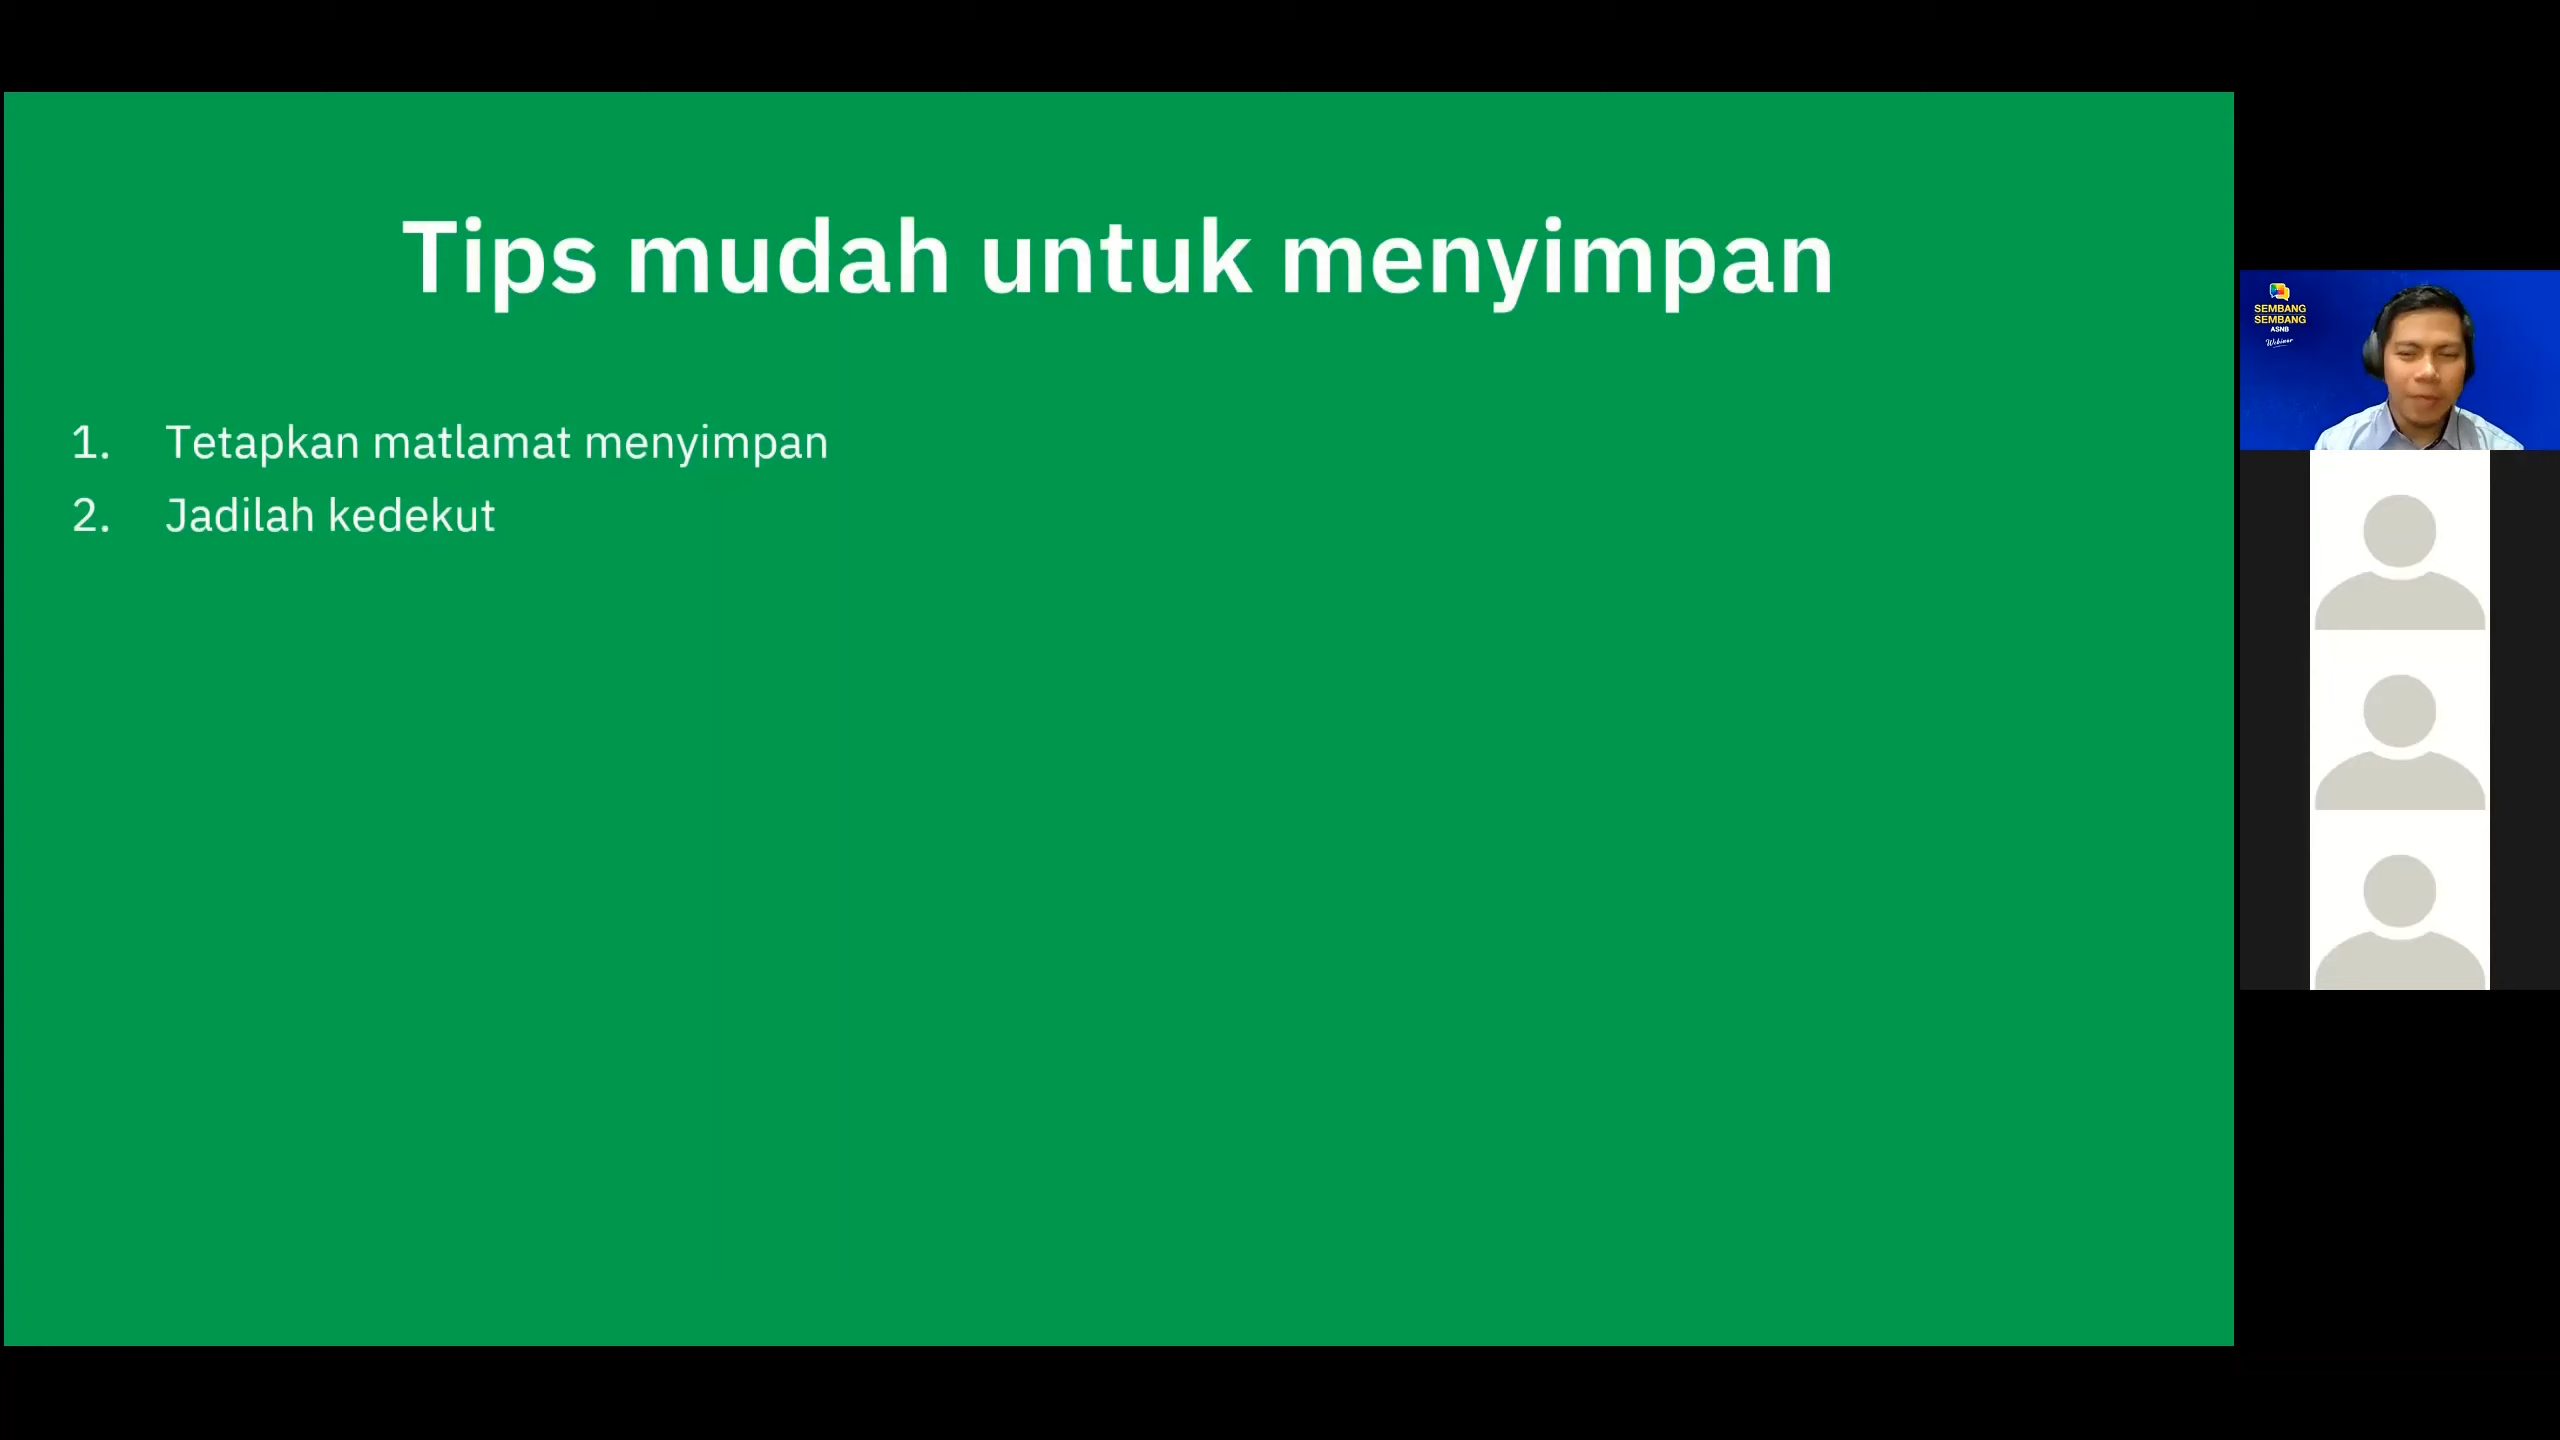 Tips mudah untuk menyimpan
1. Tetapkan matlamat menyimpan
2. Jadilah kedekut
SEMBANG
SEMBANG
ASNB
Webinar